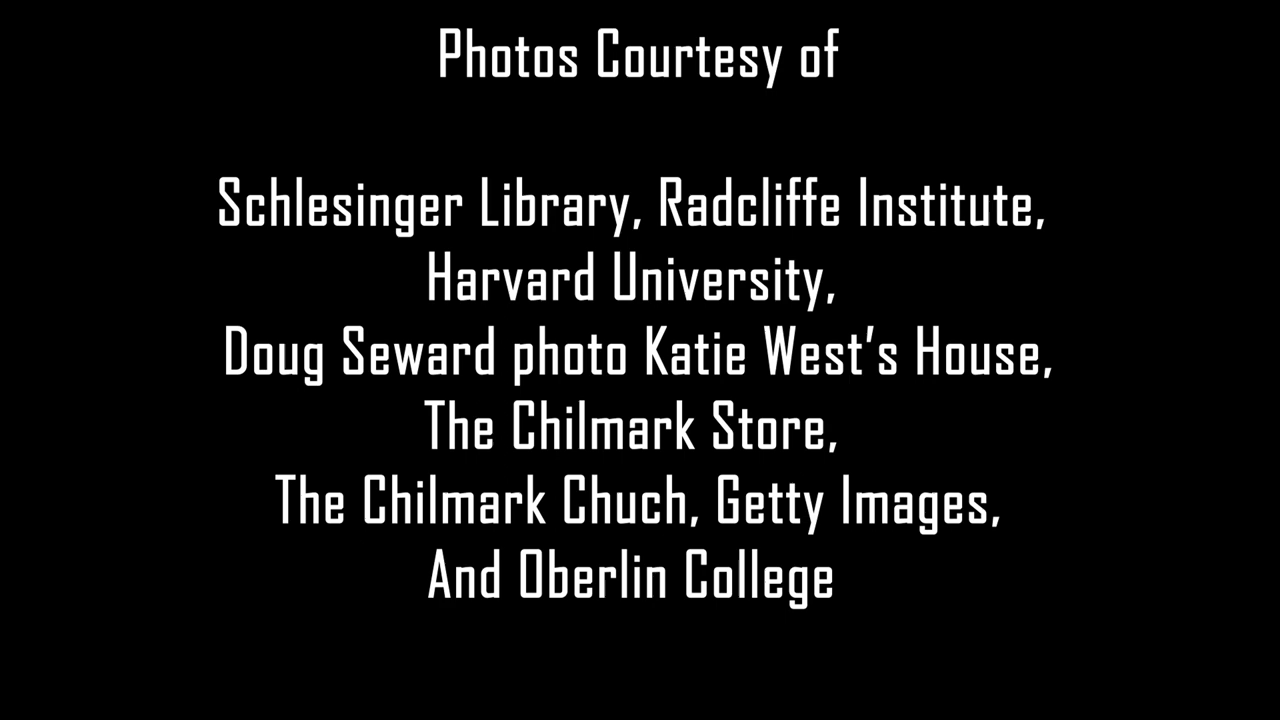 Photos Courtesy of
Schlesinger Library, Radcliffe Institute,
Harvard University,
Doug Seward photo Katie West's House,
The Chilmark Store,
The Chilmark Chuch, Getty Images,
And Oberlin College